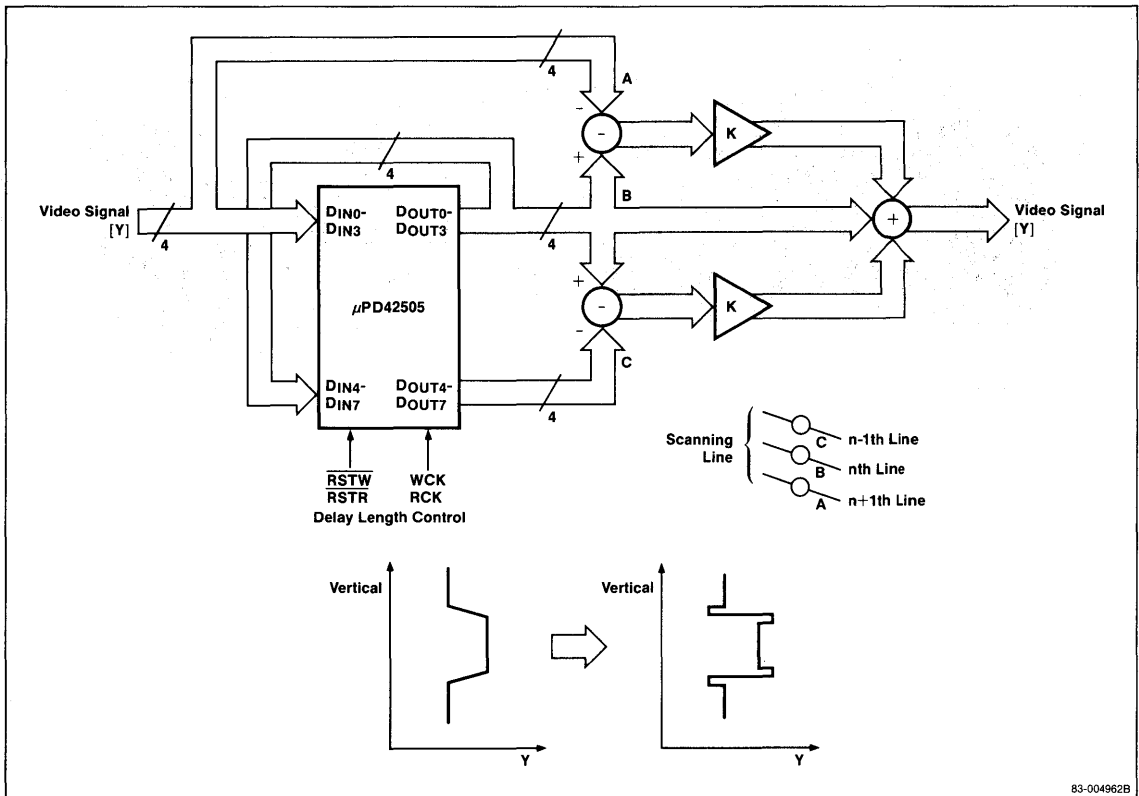 4
A
-
-
K
+
4
Video Signal
[Y]
4
DIN0-
DIN3
DOUT0-
DOUT3
4
B
+
Video Signal
[Y]
µPD42505
+
-
-
K
C
DIN4-
DIN7
DOUT4-
DOUT7
4
RSTW
RSTR
WCK
RCK
Delay Length Control
Scanning
Line
C
n-1th Line
B
nth Line
A
n+1th Line
Vertical
Y
Vertical
Y
83-004962B